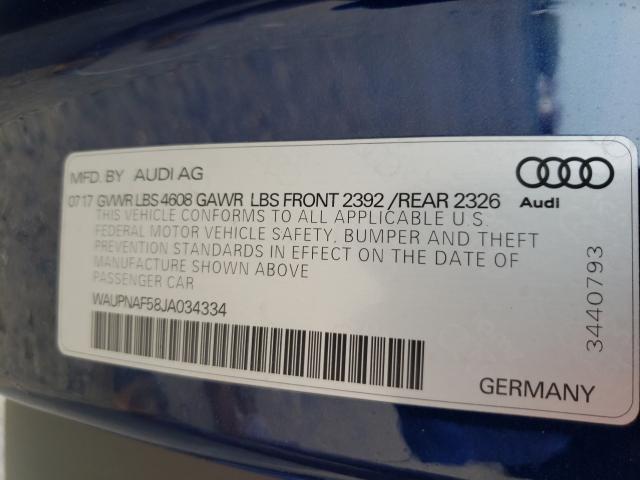 MFD. BY AUDI AG
0717 GVWR LBS 4608 GAWR LBS FRONT 2392 /REAR 2326
THIS VEHICLE CONFORMS TO ALL APPLICABLE U.S.
FEDERAL MOTOR VEHICLE SAFETY, BUMPER AND THEFT
PREVENTION STANDARDS IN EFFECT ON THE DATE OF
MANUFACTURE SHOWN ABOVE
PASSENGER CAR
WAUPNAF58JA034334
Audi
3440793
GERMANY